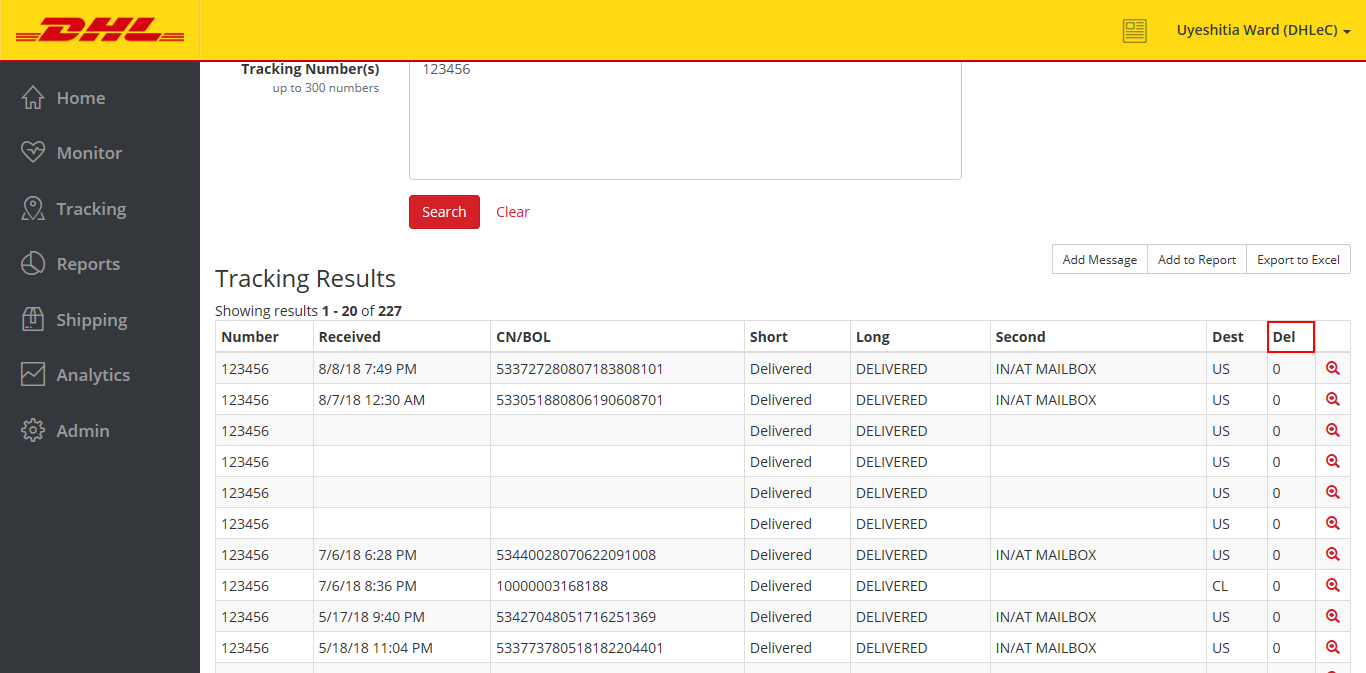 DHL
Uyeshitia Ward (DHLeC)
Home
Monitor
Tracking
Reports
Shipping
Analytics
Admin
Tracking Number(s)
up to 300 numbers
123456
Search Clear
Add Message Add to Report Export to Excel
Tracking Results
Showing results 1 - 20 of 227
Number Received CN/BOL Short Long Second Dest Del
123456 8/8/18 7:49 PM 533727280807183808101 Delivered DELIVERED IN/AT MAILBOX US 0
123456 8/7/18 12:30 AM 533051880806190608701 Delivered DELIVERED IN/AT MAILBOX US 0
123456 Delivered DELIVERED US 0
123456 Delivered DELIVERED US 0
123456 Delivered DELIVERED US 0
123456 Delivered DELIVERED US 0
123456 7/6/18 6:28 PM 53440028070622091008 Delivered DELIVERED IN/AT MAILBOX US 0
123456 7/6/18 8:36 PM 10000003168188 Delivered DELIVERED CL 0
123456 5/17/18 9:40 PM 53427048051716251369 Delivered DELIVERED IN/AT MAILBOX US 0
123456 5/18/18 11:04 PM 533773780518182204401 Delivered DELIVERED IN/AT MAILBOX US 0